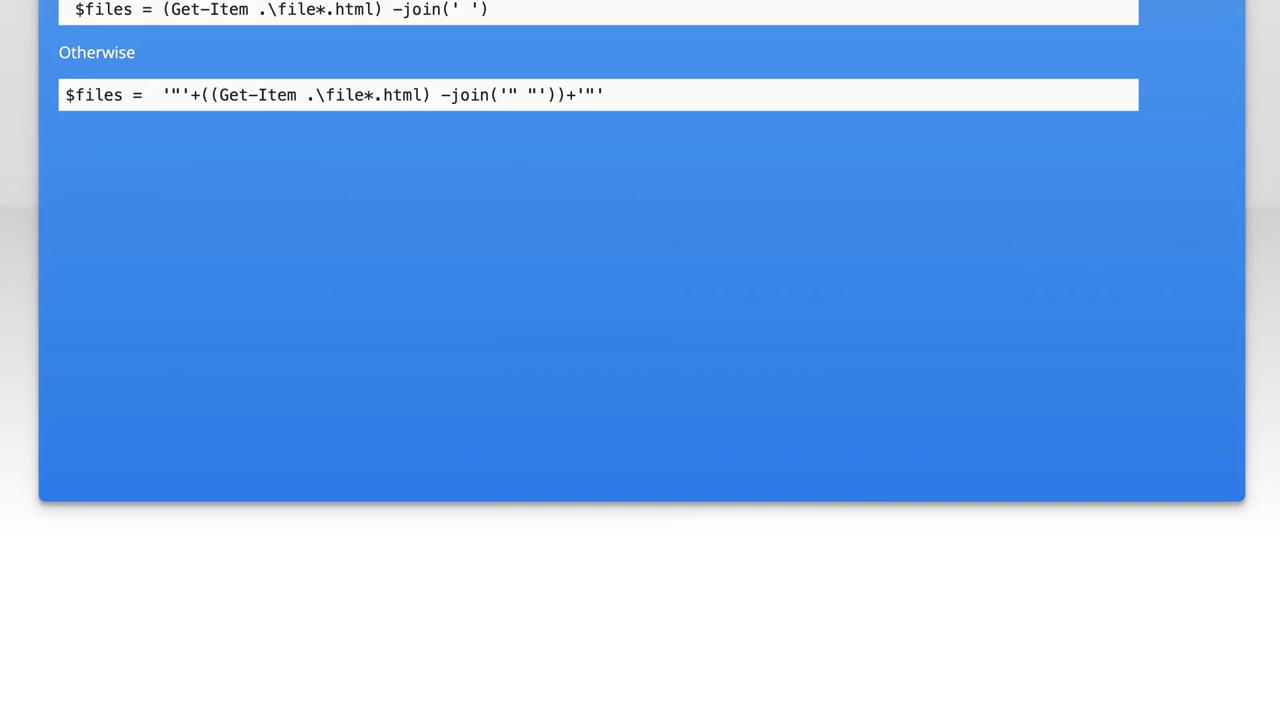 $files = (Get-Item .\file*.html) -join(' ')
Otherwise
$files =  '"'+((Get-Item .\file*.html) -join('" "'))+'"'